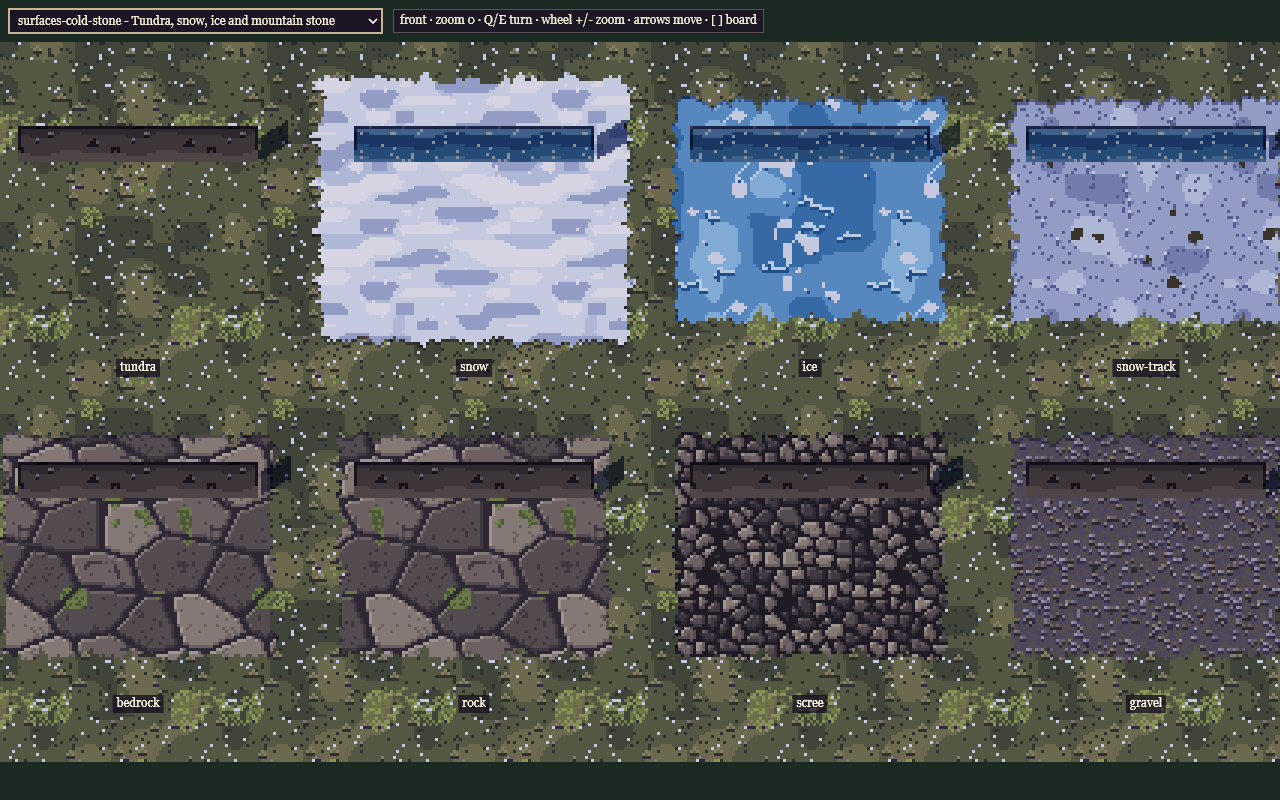 surfaces-cold-stone - Tundra, snow, ice and mountain stone
front · zoom 0 · Q/E turn · wheel +/- zoom · arrows move · [ ] board
tundra
snow
ice
snow-track
bedrock
rock
scree
gravel